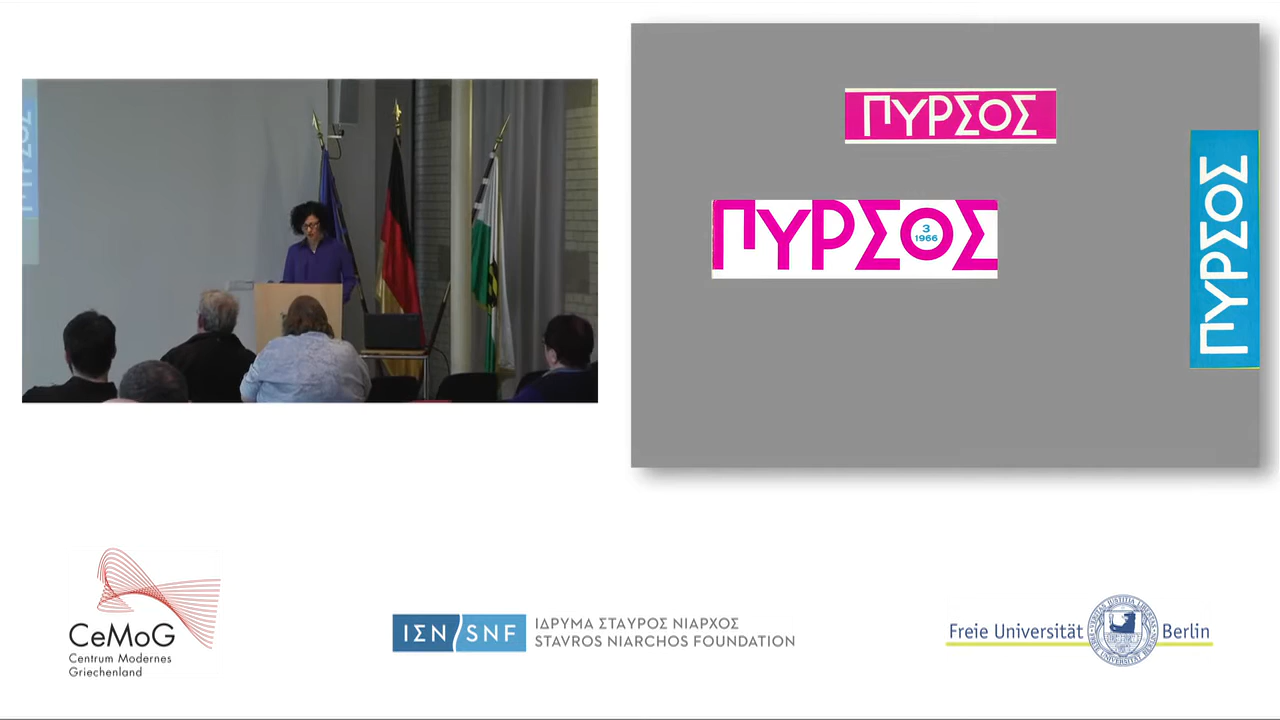 ΠΥΡΣΟΣ
ΠΥΡΣΟΣ
3
1966
ΠΥΡΣΟΣ
CeMoG
Centrum Modernes
Griechenland
ΙΣΝ/SNF
ΙΔΡΥΜΑ ΣΤΑΥΡΟΣ ΝΙΑΡΧΟΣ
STAVROS NIARCHOS FOUNDATION
Freie Universität Berlin